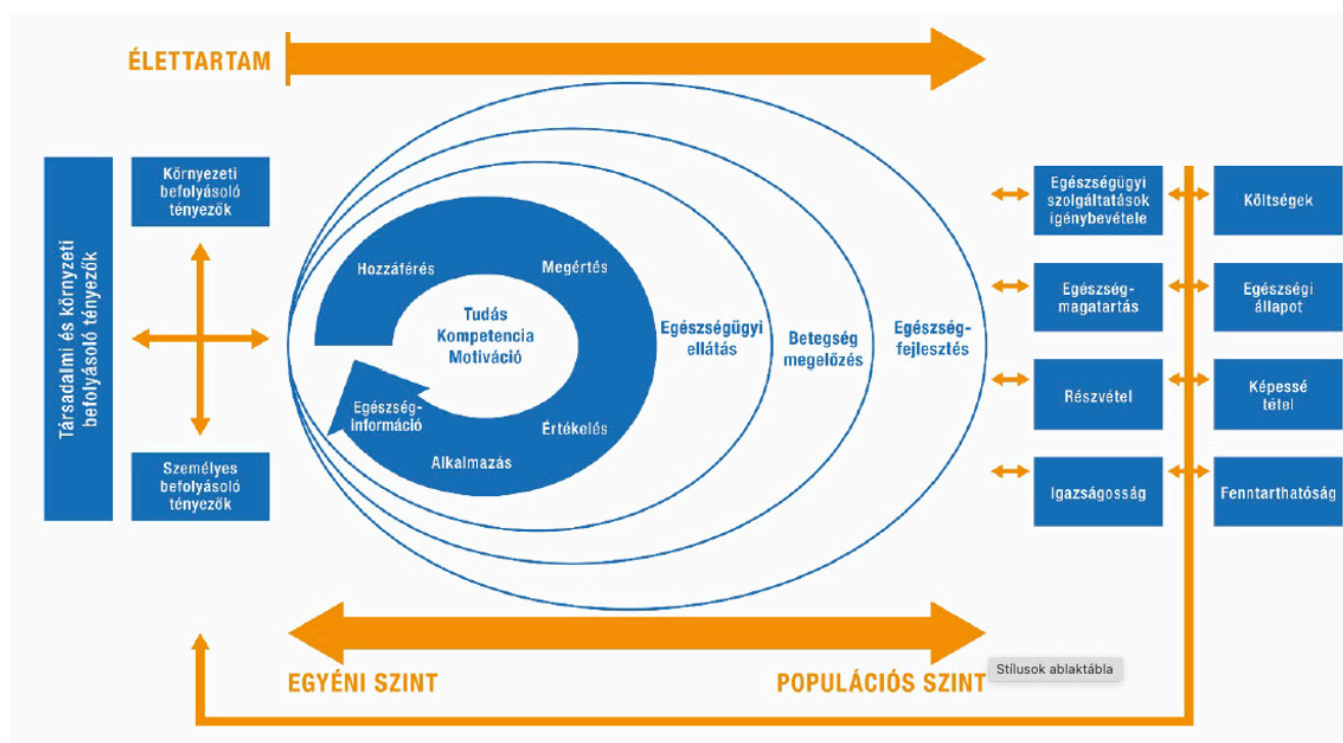 ÉLETTARTAM
Társadalmi és környzeti
befolyásoló tényezők
Környezeti
befolyásoló
tényezők
Személyes
befolyásoló
tényezők
Hozzáférés
Megértés
Tudás
Kompetencia
Motiváció
Egészség-
információ
Értékelés
Alkalmazás
Egészségügyi
ellátás
Betegség
megelőzés
Egészség-
fejlesztés
Egészségügyi
szolgáltatások
igénybevétele
Költségek
Egészség-
magatartás
Egészségi
állapot
Részvétel
Képessé
tétel
Igazságosság
Fenntarthatóság
EGYÉNI SZINT
POPULÁCIÓS SZINT
Stílusok ablaktábla